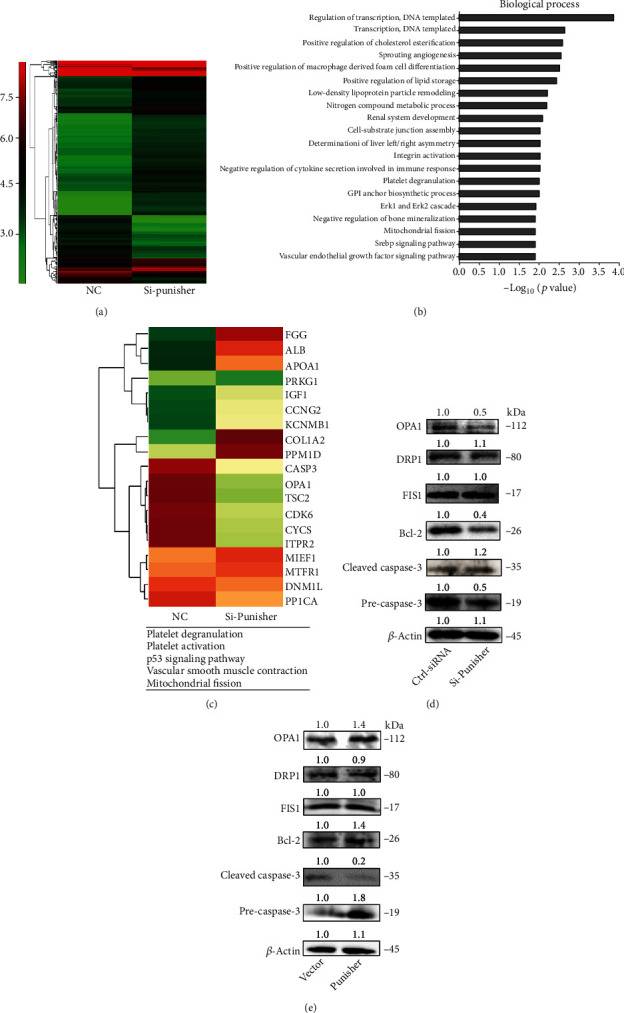 7.5
6.0
4.5
3.0
NC Si-punisher
(a)
Biological process
Regulation of transcription, DNA templated
Transcription, DNA templated
Positive regulation of cholesterol esterification
Sprouting angiogenesis
Positive regulation of macrophage derived foam cell differentiation
Positive regulation of lipid storage
Low-density lipoprotein particle remodeling
Nitrogen compound metabolic process
Renal system development
Cell-substrate junction assembly
Determinationi of liver left/right asymmetry
Integrin activation
Negative regulation of cytokine secretion involved in immune response
Platelet degranulation
GPI anchor biosynthetic process
Erk1 and Erk2 cascade
Negative regulation of bone mineralization
Mitochondrial fission
Srebp signaling pathway
Vascular endothelial growth factor signaling pathway
0.0 0.5 1.0 1.5 2.0 2.5 3.0 3.5 4.0
–Log10 (p value)
(b)
FGG
ALB
APOA1
PRKG1
IGF1
CCNG2
KCNMB1
COL1A2
PPM1D
CASP3
OPA1
TSC2
CDK6
CYCS
ITPR2
MIEF1
MTFR1
DNM1L
PP1CA
NC Si-Punisher
Platelet degranulation
Platelet activation
p53 signaling pathway
Vascular smooth muscle contraction
Mitochondrial fission
(c)
1.0 0.5 kDa
OPA1 –112
1.0 1.1
DRP1 –80
1.0 1.0
FIS1 –17
1.0 0.4
Bcl-2 –26
1.0 1.2
Cleaved caspase-3 –35
1.0 0.5
Pre-caspase-3 –19
1.0 1.1
β-Actin –45
Ctrl-siRNA Si-Punisher
(d)
1.0 1.4 kDa
OPA1 –112
1.0 0.9
DRP1 –80
1.0 1.0
FIS1 –17
1.0 1.4
Bcl-2 –26
1.0 0.2
Cleaved caspase-3 –35
1.0 1.8
Pre-caspase-3 –19
1.0 1.1
β-Actin –45
Vector Punisher
(e)